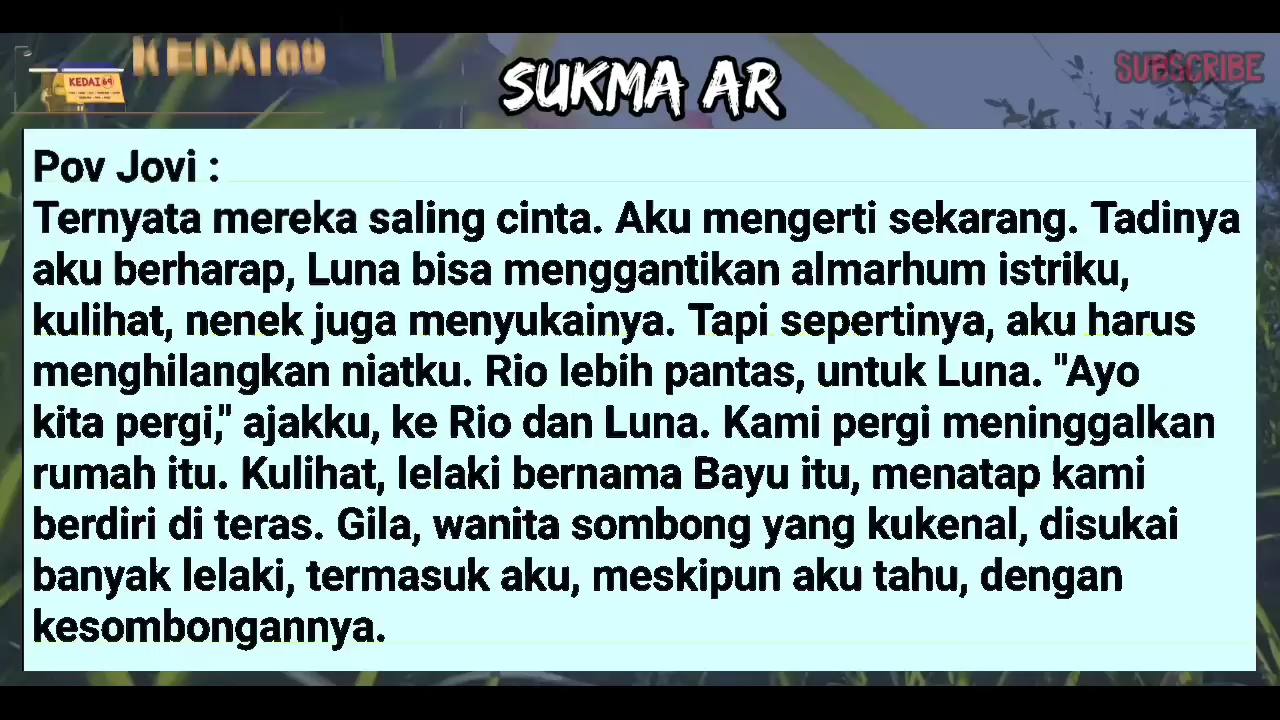 KEDAI69
KEDAI 69
SUKMA AR
SUBSCRIBE
Pov Jovi :
Ternyata mereka saling cinta. Aku mengerti sekarang. Tadinya
aku berharap, Luna bisa menggantikan almarhum istriku,
kulihat, nenek juga menyukainya. Tapi sepertinya, aku harus
menghilangkan niatku. Rio lebih pantas, untuk Luna. "Ayo
kita pergi," ajakku, ke Rio dan Luna. Kami pergi meninggalkan
rumah itu. Kulihat, lelaki bernama Bayu itu, menatap kami
berdiri di teras. Gila, wanita sombong yang kukenal, disukai
banyak lelaki, termasuk aku, meskipun aku tahu, dengan
kesombongannya.